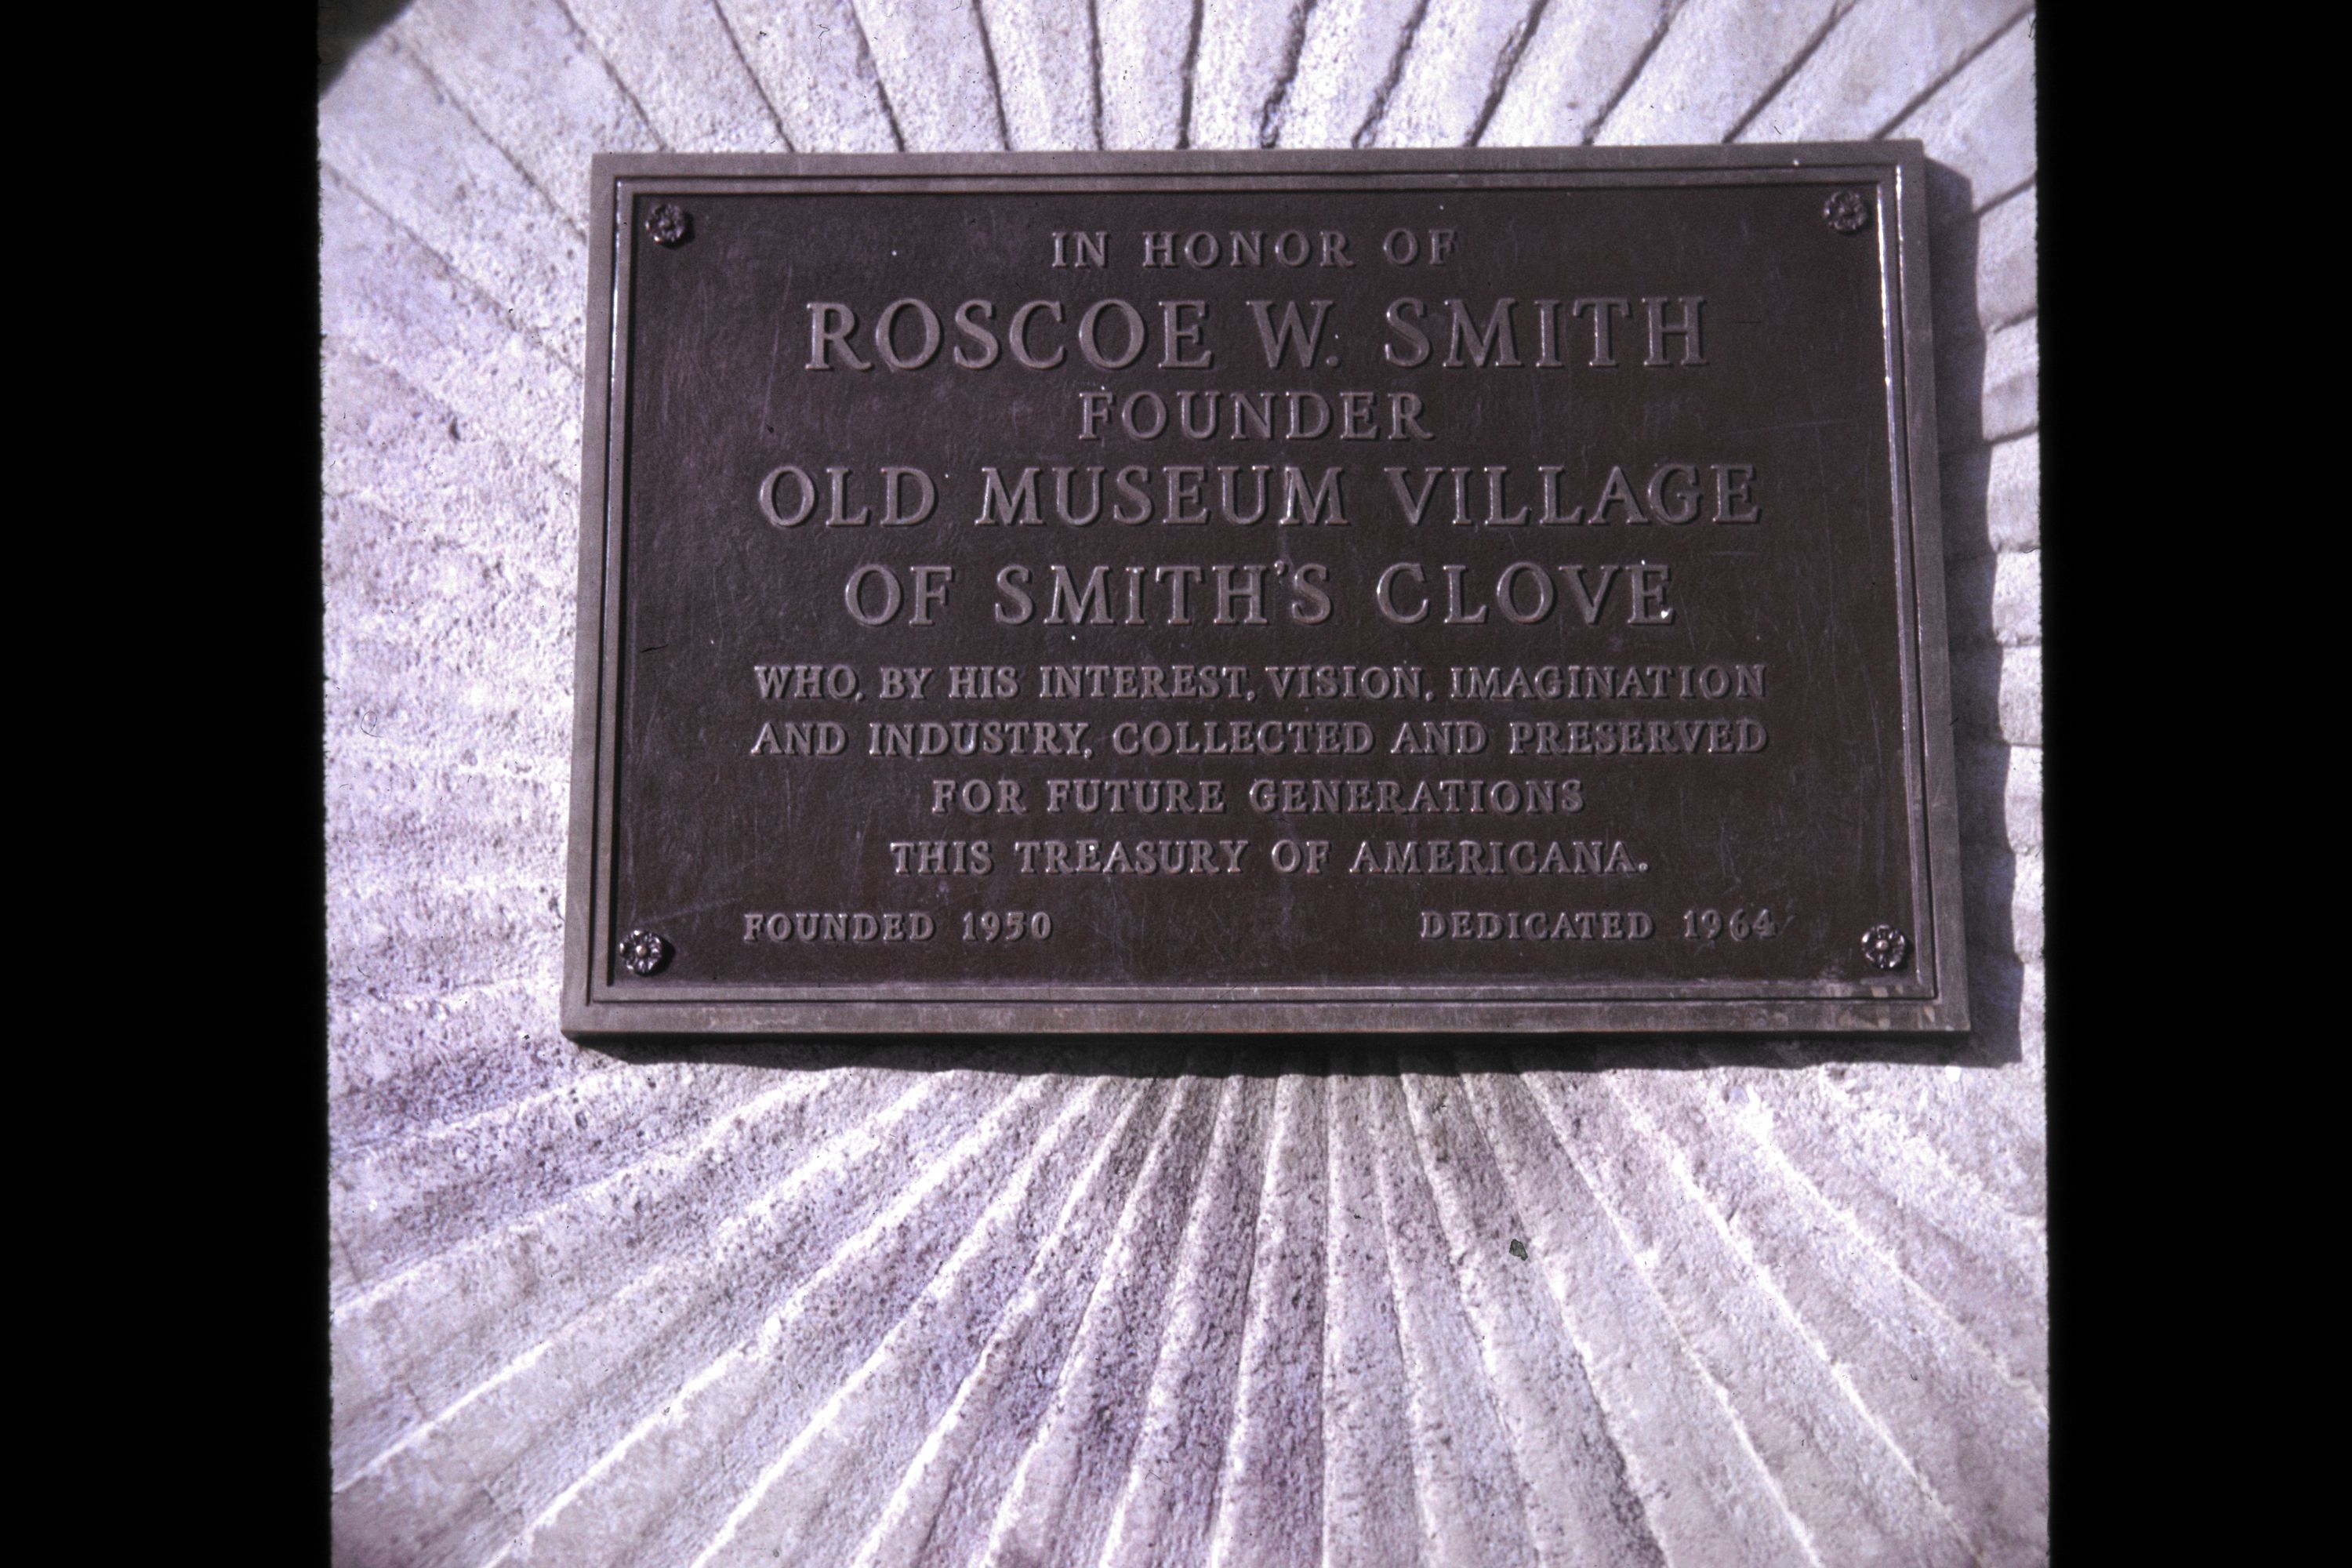 IN HONOR OF
ROSCOE W. SMITH
FOUNDER
OLD MUSEUM VILLAGE
OF SMITH'S CLOVE
WHO, BY HIS INTEREST, VISION, IMAGINATION
AND INDUSTRY, COLLECTED AND PRESERVED
FOR FUTURE GENERATIONS
THIS TREASURY OF AMERICANA.
FOUNDED 1950 DEDICATED 1964